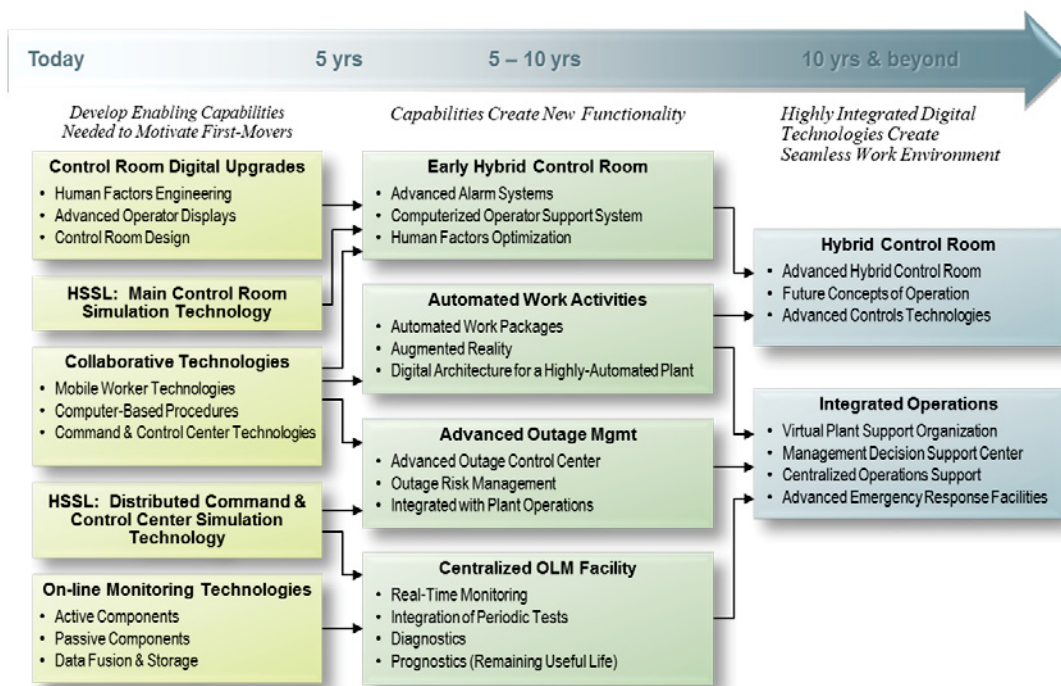 Today
5 yrs
5 – 10 yrs
10 yrs & beyond
Develop Enabling Capabilities
Needed to Motivate First-Movers
Capabilities Create New Functionality
Highly Integrated Digital
Technologies Create
Seamless Work Environment
Control Room Digital Upgrades
• Human Factors Engineering
• Advanced Operator Displays
• Control Room Design
HSSL: Main Control Room
Simulation Technology
Collaborative Technologies
• Mobile Worker Technologies
• Computer-Based Procedures
• Command & Control Center Technologies
HSSL: Distributed Command &
Control Center Simulation
Technology
On-line Monitoring Technologies
• Active Components
• Passive Components
• Data Fusion & Storage
Early Hybrid Control Room
• Advanced Alarm Systems
• Computerized Operator Support System
• Human Factors Optimization
Automated Work Activities
• Automated Work Packages
• Augmented Reality
• Digital Architecture for a Highly-Automated Plant
Advanced Outage Mgmt
• Advanced Outage Control Center
• Outage Risk Management
• Integrated with Plant Operations
Centralized OLM Facility
• Real-Time Monitoring
• Integration of Periodic Tests
• Diagnostics
• Prognostics (Remaining Useful Life)
Hybrid Control Room
• Advanced Hybrid Control Room
• Future Concepts of Operation
• Advanced Controls Technologies
Integrated Operations
• Virtual Plant Support Organization
• Management Decision Support Center
• Centralized Operations Support
• Advanced Emergency Response Facilities